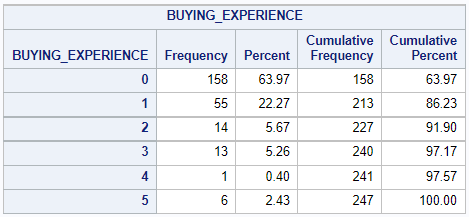 BUYING_EXPERIENCE
BUYING_EXPERIENCE Frequency Percent Cumulative Frequency Cumulative Percent
0 158 63.97 158 63.97
1 55 22.27 213 86.23
2 14 5.67 227 91.90
3 13 5.26 240 97.17
4 1 0.40 241 97.57
5 6 2.43 247 100.00